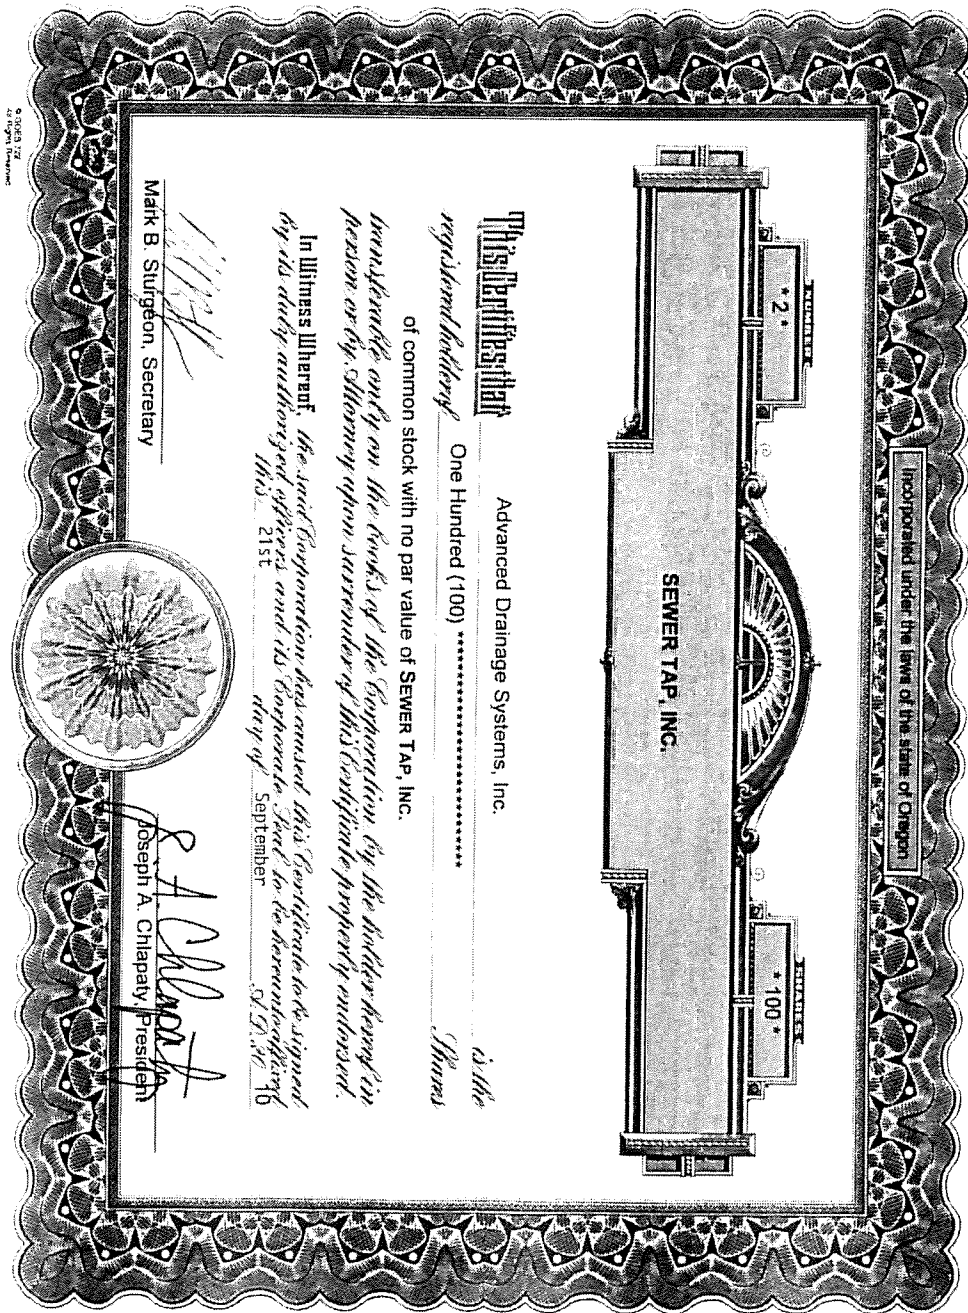 Incorporated under the laws of the state of Oregon
NUMBER
* 2 *
SHARES
* 100 *
SEWER TAP, INC.
This Certifies that Advanced Drainage Systems, Inc. is the
registered holder of One Hundred (100) Shares
of common stock with no par value of SEWER TAP, INC.
transferable only on the books of the Corporation by the holder hereof in
person or by Attorney upon surrender of this Certificate properly endorsed.
In Witness Whereof, the said Corporation has caused this Certificate to be signed
by its duly authorized officers and its Corporate Seal to be hereunto affixed
this 21st day of September A.D. 20 10
Mark B. Sturgeon, Secretary
Joseph A. Chlapaty, President
© GOES 722
All Rights Reserved